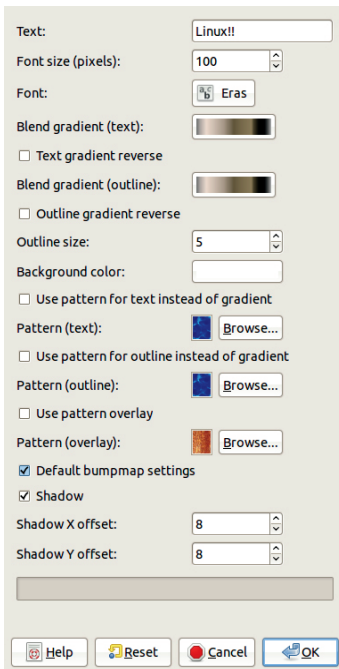 Text: Linux!!
Font size (pixels): 100
Font: Eras
Blend gradient (text):
Text gradient reverse
Blend gradient (outline):
Outline gradient reverse
Outline size: 5
Background color:
Use pattern for text instead of gradient
Pattern (text): Browse...
Use pattern for outline instead of gradient
Pattern (outline): Browse...
Use pattern overlay
Pattern (overlay): Browse...
Default bumpmap settings
Shadow
Shadow X offset: 8
Shadow Y offset: 8
Help Reset Cancel OK